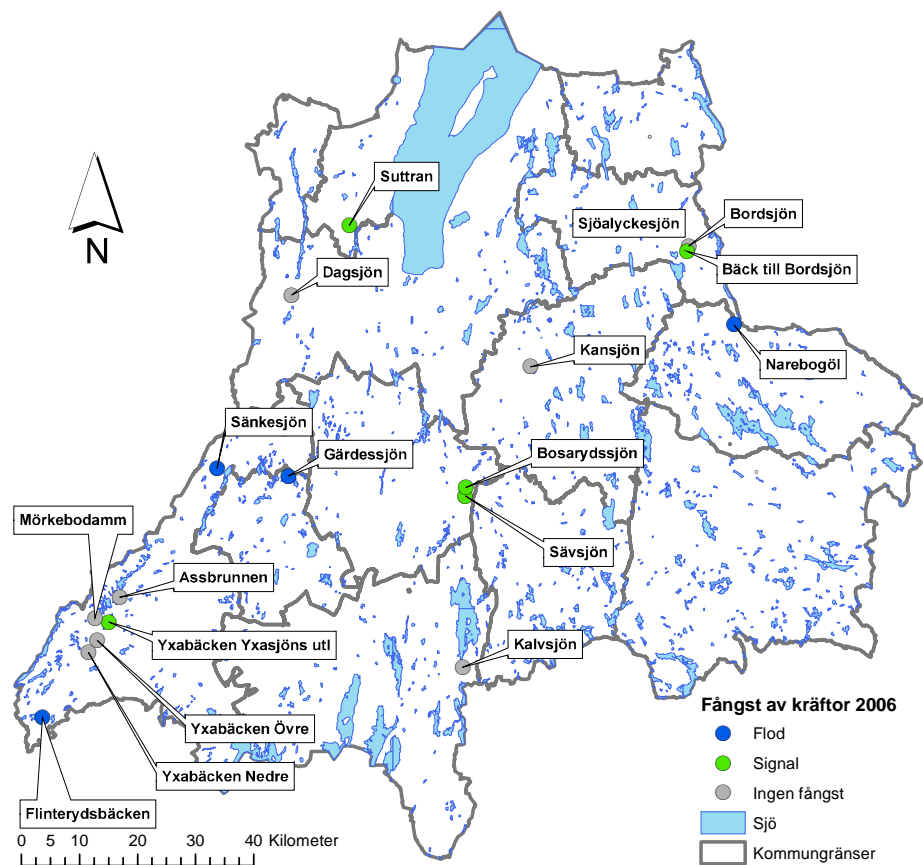 Suttran
Bordsjön
Sjöalyckesjön
Bäck till Bordsjön
N
Dagsjön
Kansjön
Narebogöl
Sänkesjön
Gärdessjön
Bosarydssjön
Mörkebodamm
Sävsjön
Assbrunnen
Yxabäcken Yxasjöns utl
Kalvsjön
Yxabäcken Övre
Yxabäcken Nedre
Flinterydsbäcken
Fångst av kräftor 2006
Flod
Signal
Ingen fångst
Sjö
Kommungränser
0 5 10 20 30 40 Kilometer